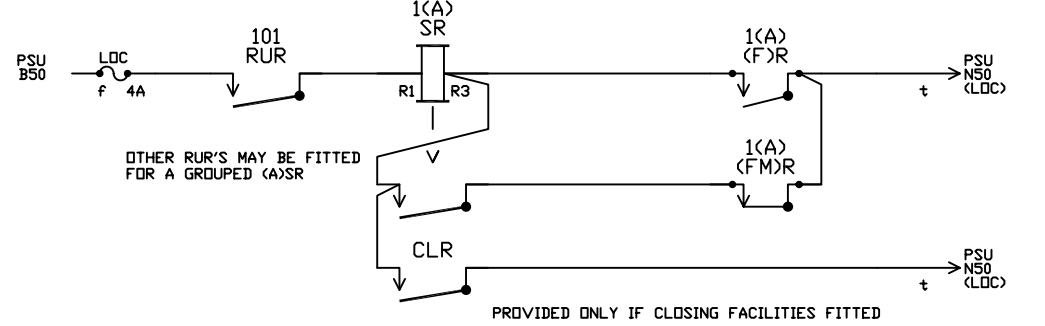 1(A)
SR
101
RUR
1(A)
(F)R
PSU
B50
LOC
f 4A
R1 R3
PSU
N50
(LOC)
t
OTHER RUR'S MAY BE FITTED
FOR A GROUPED (A)SR
1(A)
(FM)R
CLR
PSU
N50
(LOC)
t
PROVIDED ONLY IF CLOSING FACILITIES FITTED